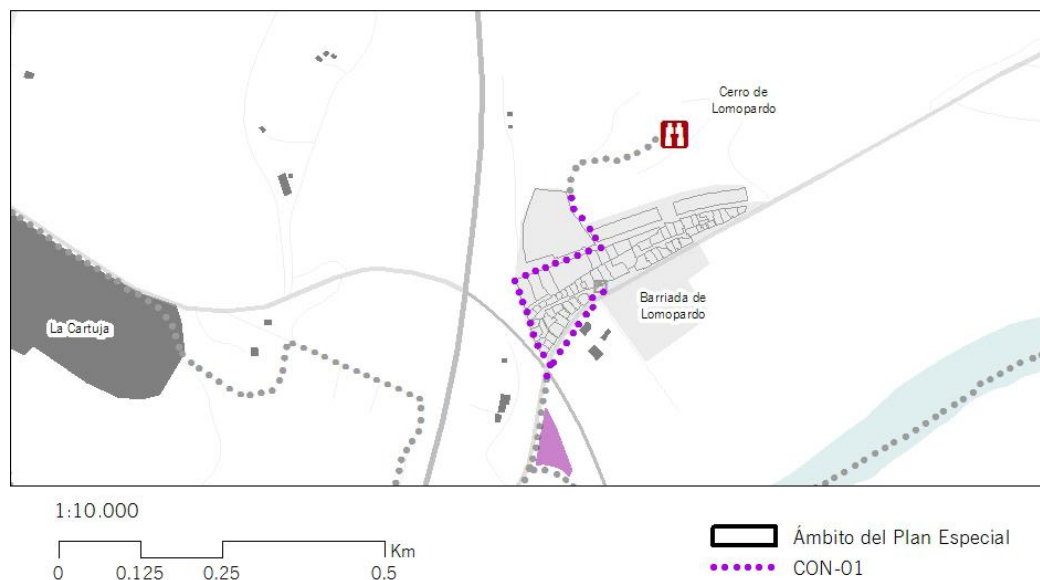 Cerro de
Lomopardo
La Cartuja
Barriada de
Lomopardo
1:10.000
Km
0
0.125
0.25
0.5
Ámbito del Plan Especial
CON-01